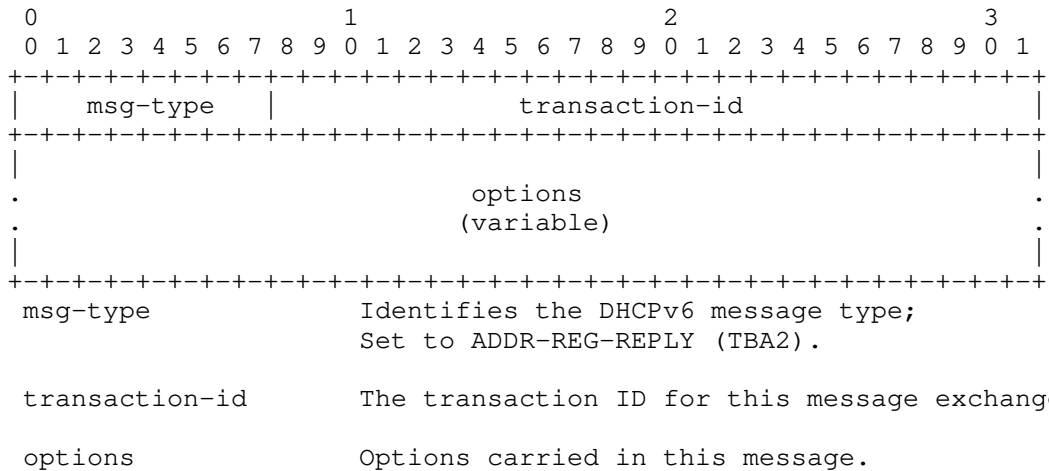 0                   1                   2                   3
 0 1 2 3 4 5 6 7 8 9 0 1 2 3 4 5 6 7 8 9 0 1 2 3 4 5 6 7 8 9 0 1
+-+-+-+-+-+-+-+-+-+-+-+-+-+-+-+-+-+-+-+-+-+-+-+-+-+-+-+-+-+-+-+-+
|    msg-type   |               transaction-id                  |
+-+-+-+-+-+-+-+-+-+-+-+-+-+-+-+-+-+-+-+-+-+-+-+-+-+-+-+-+-+-+-+-+
|                                                               |
.                            options                            .
.                           (variable)                          .
|                                                               |
+-+-+-+-+-+-+-+-+-+-+-+-+-+-+-+-+-+-+-+-+-+-+-+-+-+-+-+-+-+-+-+-+
 msg-type             Identifies the DHCPv6 message type;
                      Set to ADDR-REG-REPLY (TBA2).
 transaction-id       The transaction ID for this message exchang
 options              Options carried in this message.